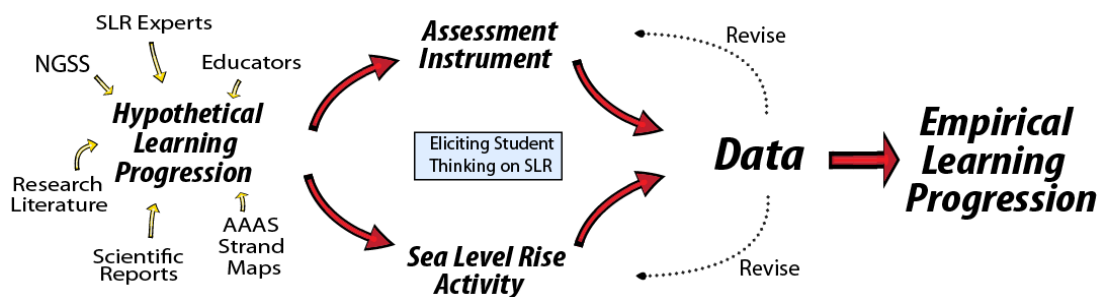 SLR Experts
NGSS
Educators
Hypothetical
Learning
Progression
Research
Literature
Scientific
Reports
AAAS
Strand
Maps
Assessment
Instrument
Eliciting Student
Thinking on SLR
Sea Level Rise
Activity
Revise
Data
Revise
Empirical
Learning
Progression